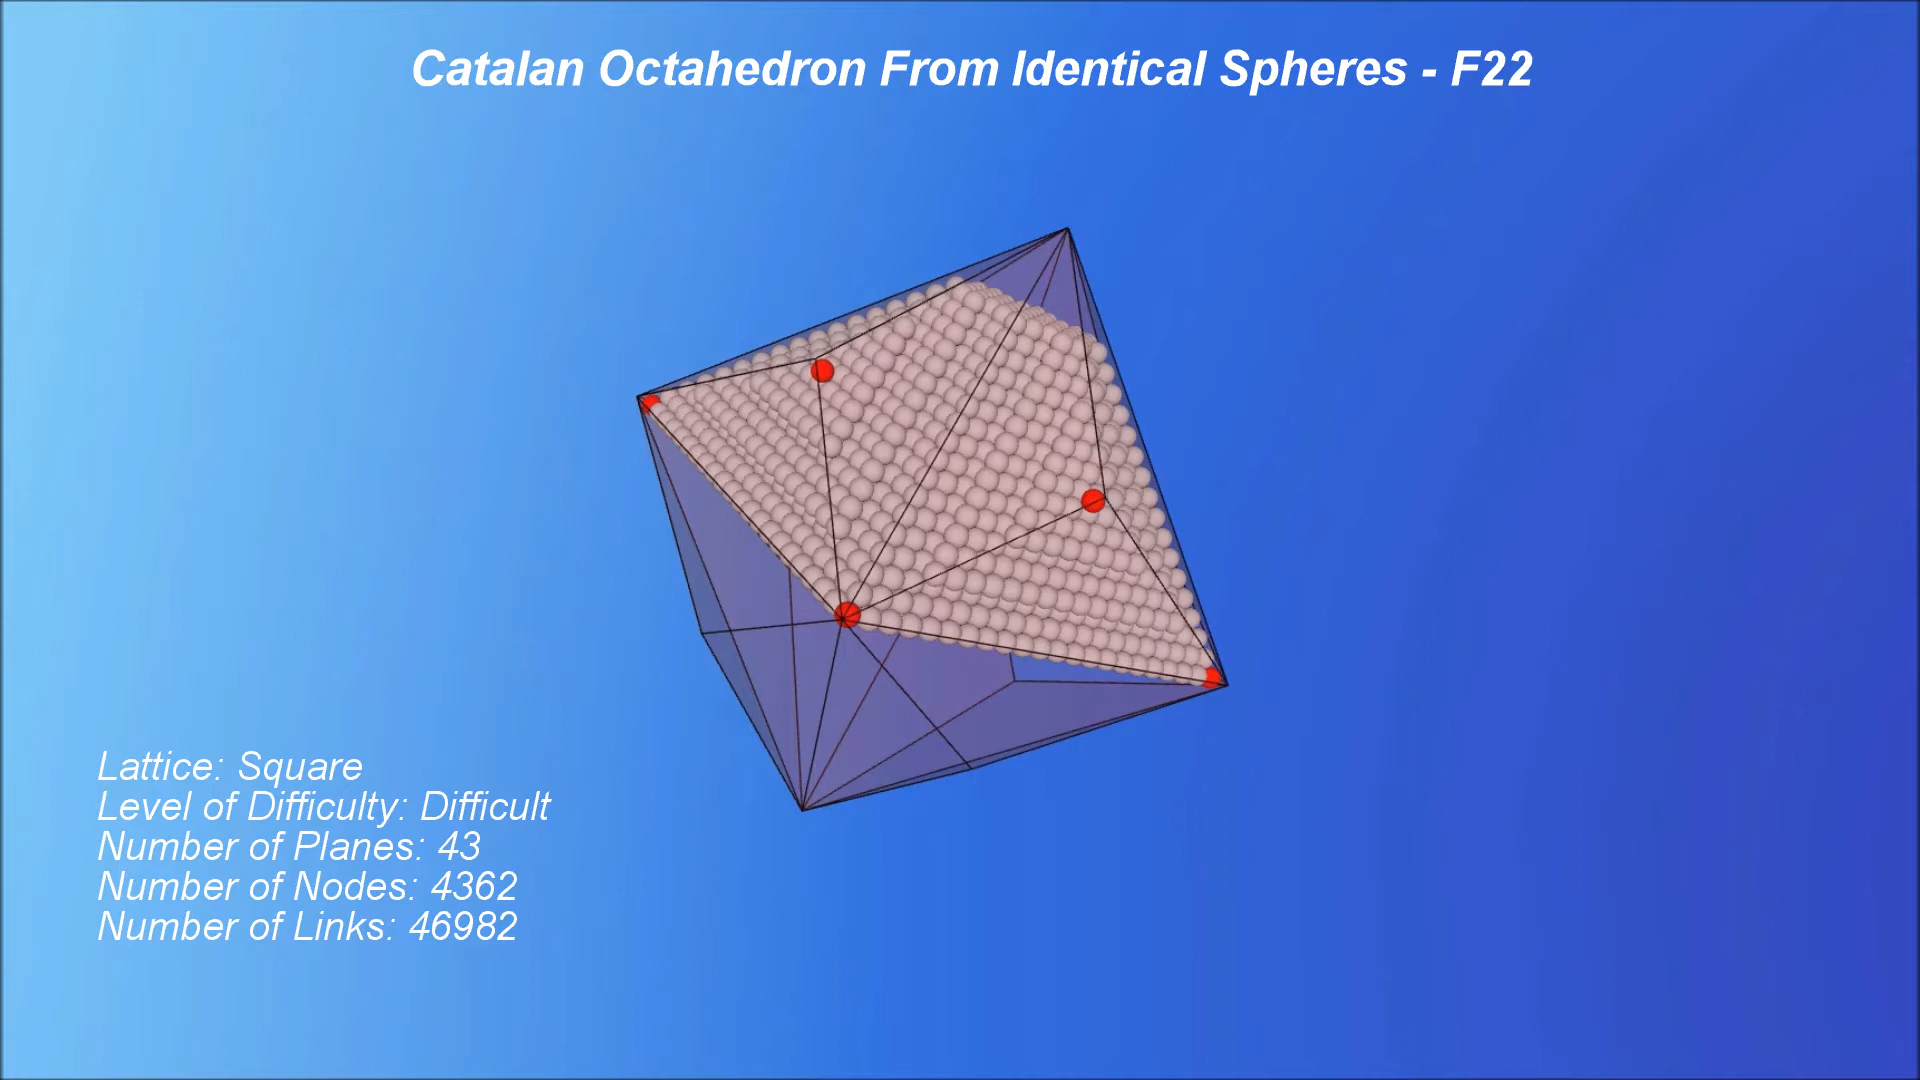 Catalan Octahedron From Identical Spheres - F22
Lattice: Square
Level of Difficulty: Difficult
Number of Planes: 43
Number of Nodes: 4362
Number of Links: 46982